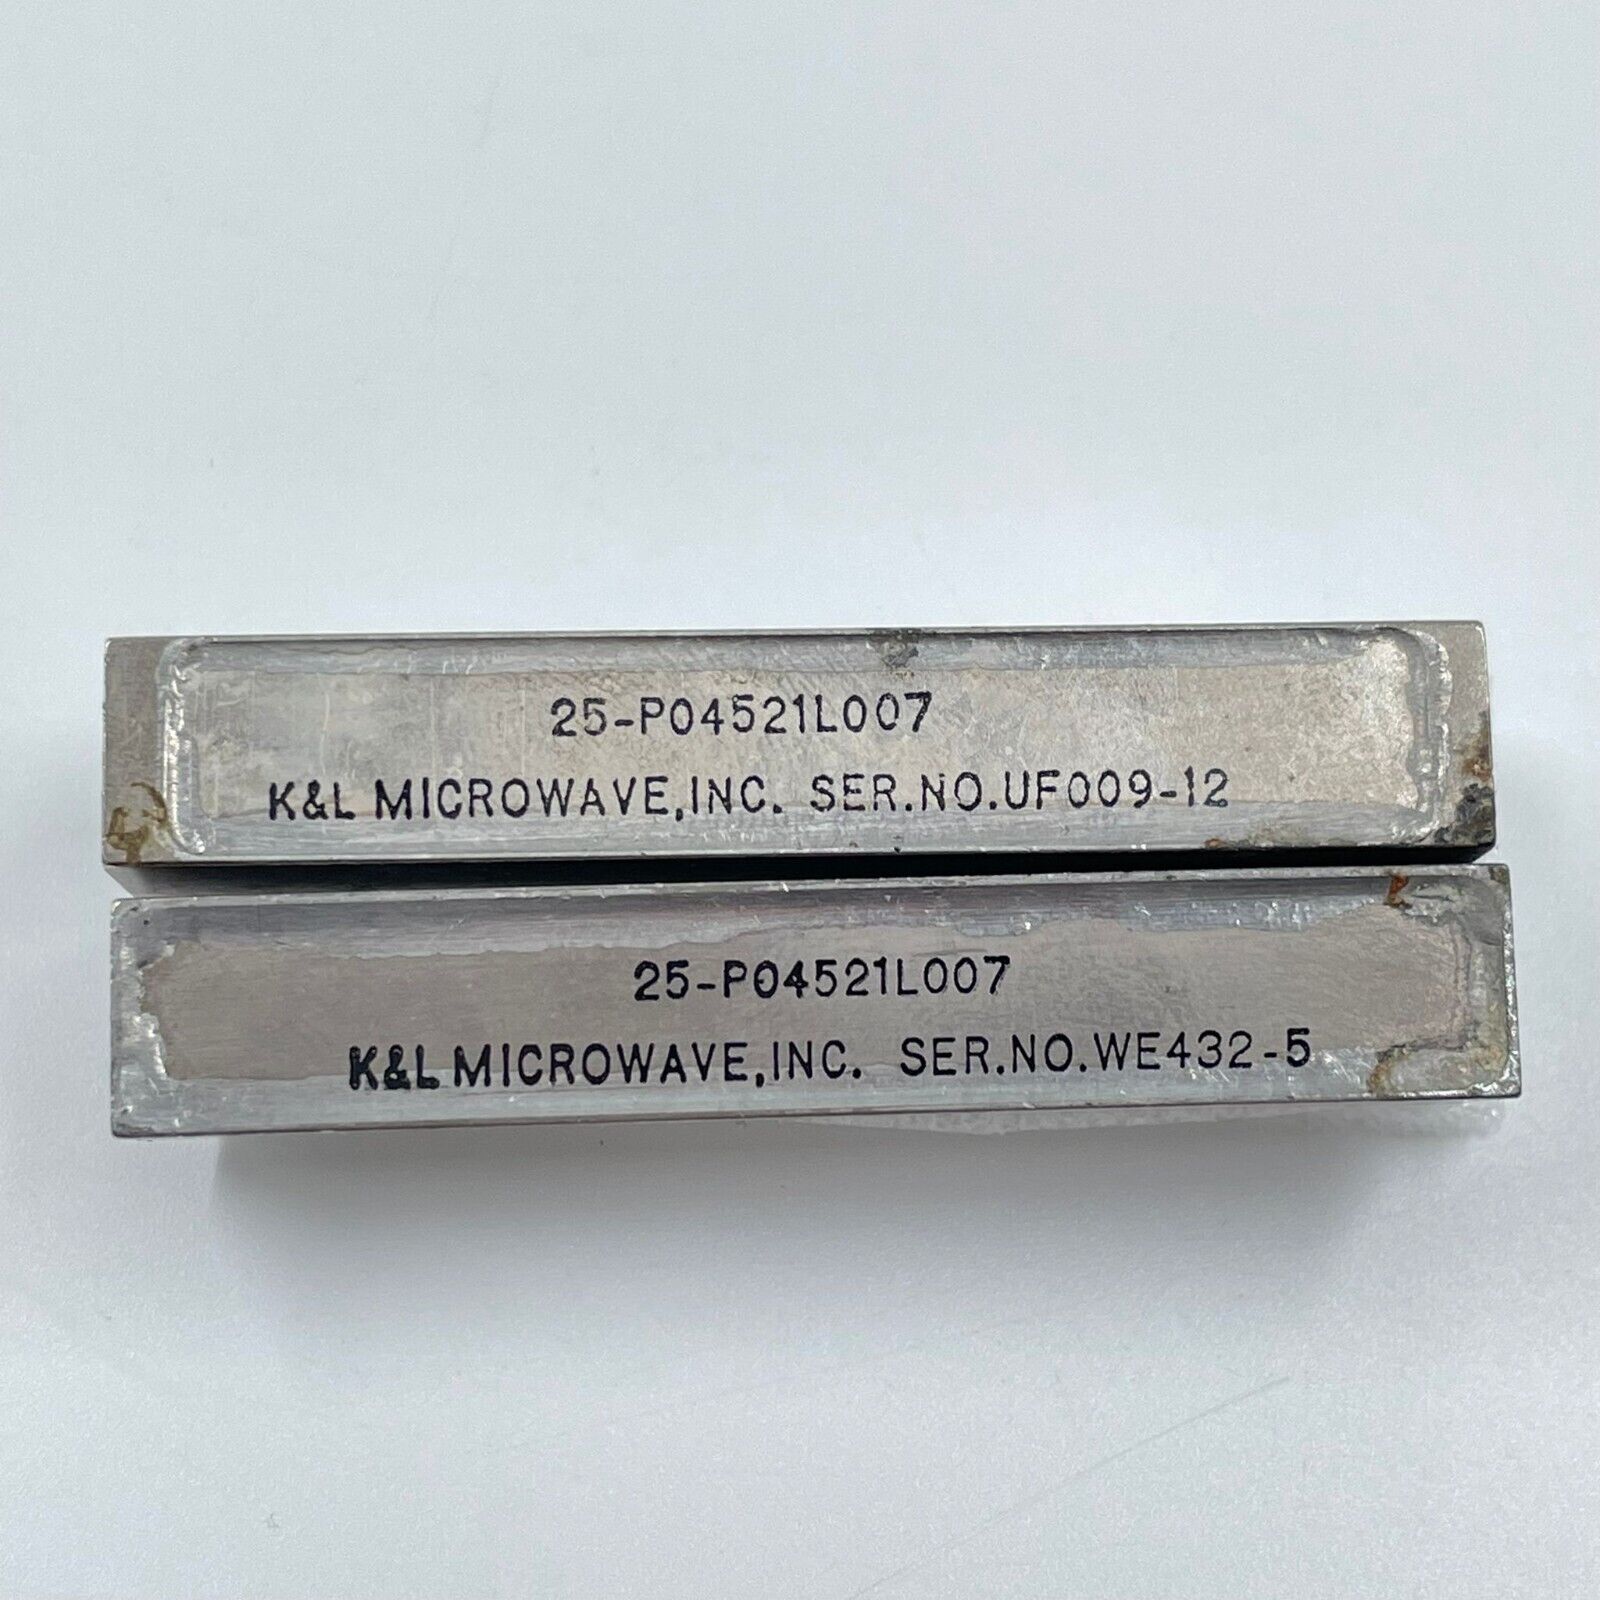 25-P04521L007
K&L MICROWAVE,INC. SER.NO.UF009-12
25-P04521L007
K&L MICROWAVE,INC. SER.NO.WE432-5